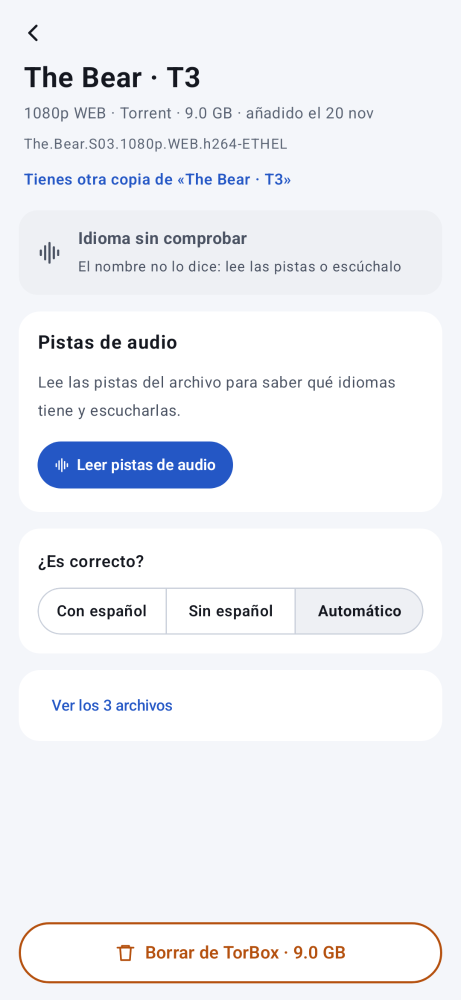 The Bear · T3
1080p WEB · Torrent · 9.0 GB · añadido el 20 nov
The.Bear.S03.1080p.WEB.h264-ETHEL
Tienes otra copia de «The Bear · T3»
Idioma sin comprobar
El nombre no lo dice: lee las pistas o escúchalo
Pistas de audio
Lee las pistas del archivo para saber qué idiomas
tiene y escucharlas.
Leer pistas de audio
¿Es correcto?
Con español
Sin español
Automático
Ver los 3 archivos
Borrar de TorBox · 9.0 GB